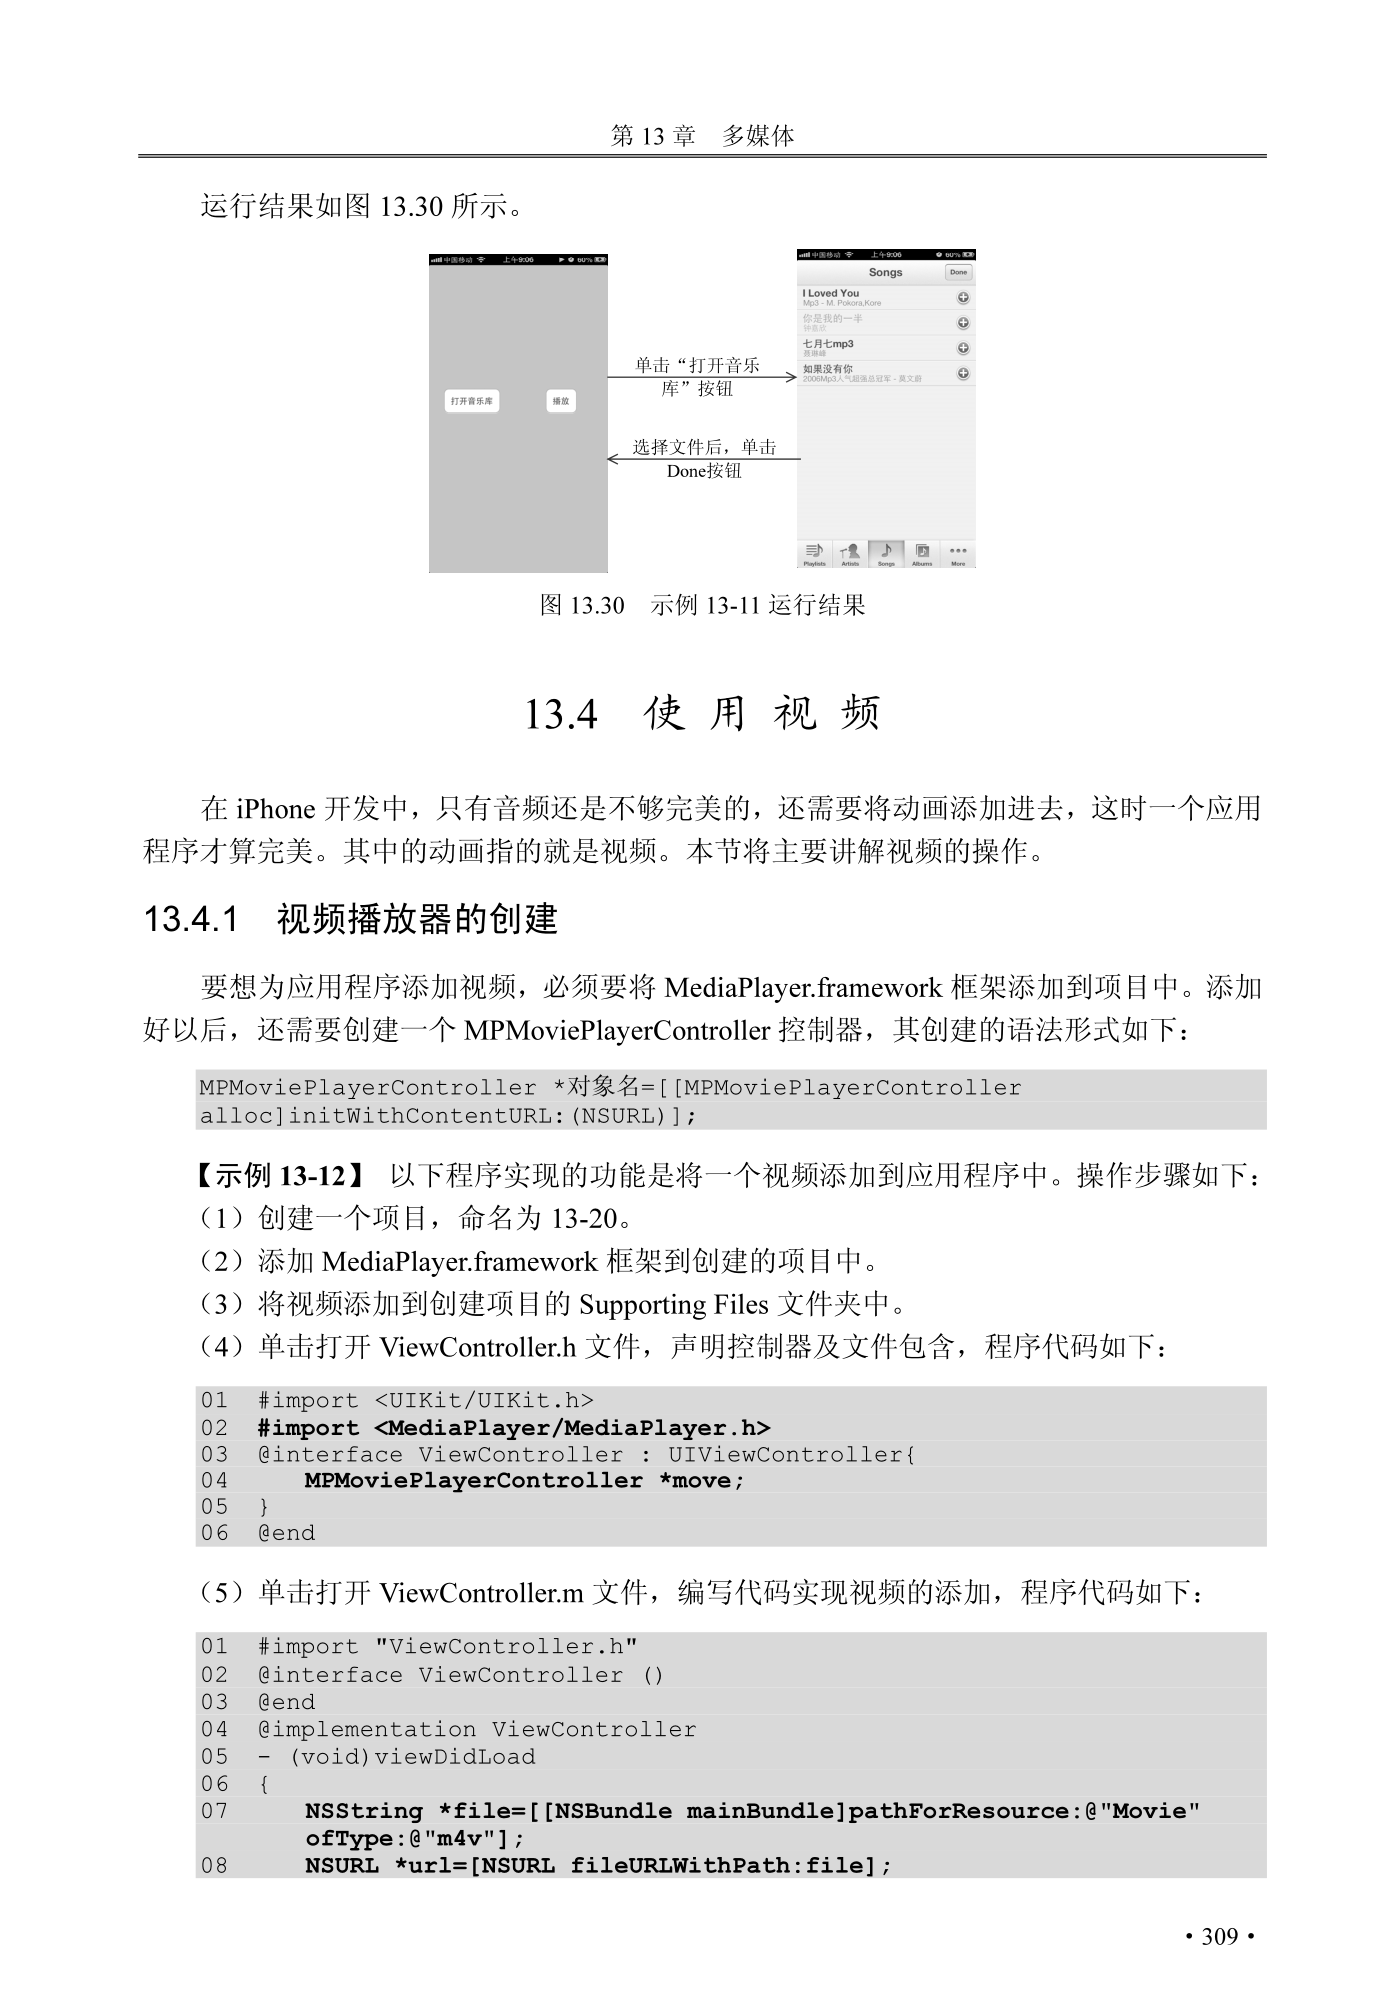 第 13 章 多媒体
运行结果如图 13.30 所示。
中国移动 上午9:06 60%
打开音乐库 播放
单击“打开音乐
库”按钮
选择文件后，单击
Done按钮
中国移动 上午9:06 60%
Songs Done
I Loved You
Mp3 - M. Pokora,Kore
你是我的一半
七月七mp3
如果没有你
2006Mp3人气超强总冠军 - 莫文蔚
Playlists Artists Songs Albums More
图 13.30 示例 13-11 运行结果
13.4 使 用 视 频
在 iPhone 开发中，只有音频还是不够完美的，还需要将动画添加进去，这时一个应用
程序才算完美。其中的动画指的就是视频。本节将主要讲解视频的操作。
13.4.1 视频播放器的创建
要想为应用程序添加视频，必须要将 MediaPlayer.framework 框架添加到项目中。添加
好以后，还需要创建一个 MPMoviePlayerController 控制器，其创建的语法形式如下：
MPMoviePlayerController *对象名=[[MPMoviePlayerController
alloc]initWithContentURL:(NSURL)];
【示例 13-12】 以下程序实现的功能是将一个视频添加到应用程序中。操作步骤如下：
（1）创建一个项目，命名为 13-20。
（2）添加 MediaPlayer.framework 框架到创建的项目中。
（3）将视频添加到创建项目的 Supporting Files 文件夹中。
（4）单击打开 ViewController.h 文件，声明控制器及文件包含，程序代码如下：
01 #import <UIKit/UIKit.h>
02 #import <MediaPlayer/MediaPlayer.h>
03 @interface ViewController : UIViewController{
04 MPMoviePlayerController *move;
05 }
06 @end
（5）单击打开 ViewController.m 文件，编写代码实现视频的添加，程序代码如下：
01 #import "ViewController.h"
02 @interface ViewController ()
03 @end
04 @implementation ViewController
05 - (void)viewDidLoad
06 {
07 NSString *file=[[NSBundle mainBundle]pathForResource:@"Movie"
ofType:@"m4v"];
08 NSURL *url=[NSURL fileURLWithPath:file];
• 309 •